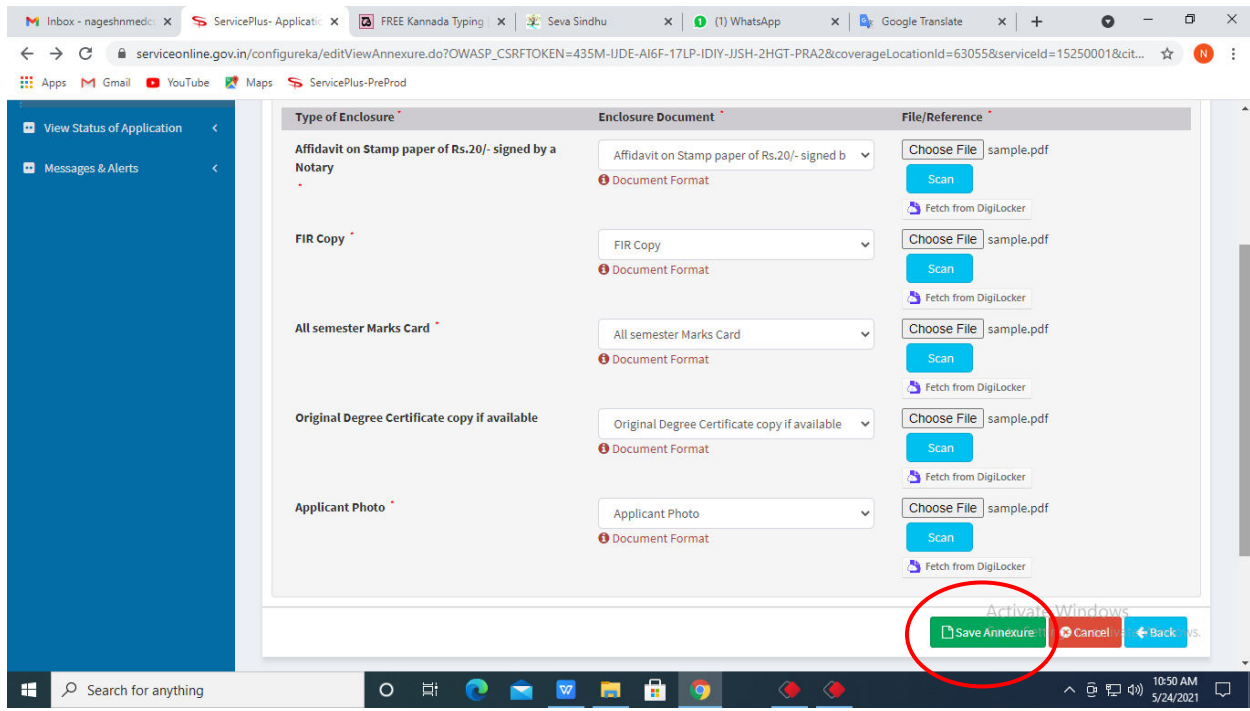 Inbox - nageshnmedc
ServicePlus- Applicatic
FREE Kannada Typing
Seva Sindhu
(1) WhatsApp
Google Translate
serviceonline.gov.in/configureka/editViewAnnexure.do?OWASP_CSRFTOKEN=435M-IJDE-AI6F-17LP-IDIY-JJSH-2HGT-PRA2&coverageLocationId=63055&serviceId=15250001&cit...
N
Apps Gmail YouTube Maps ServicePlus-PreProd
View Status of Application
Messages & Alerts
Type of Enclosure * Enclosure Document * File/Reference *
Affidavit on Stamp paper of Rs.20/- signed by a
Notary
*
Affidavit on Stamp paper of Rs.20/- signed b
Document Format
Choose File sample.pdf
Scan
Fetch from DigiLocker
FIR Copy *
FIR Copy
Document Format
Choose File sample.pdf
Scan
Fetch from DigiLocker
All semester Marks Card *
All semester Marks Card
Document Format
Choose File sample.pdf
Scan
Fetch from DigiLocker
Original Degree Certificate copy if available
Original Degree Certificate copy if available
Document Format
Choose File sample.pdf
Scan
Fetch from DigiLocker
Applicant Photo *
Applicant Photo
Document Format
Choose File sample.pdf
Scan
Fetch from DigiLocker
Activate Windows
Save Annexure Cancel Back
Search for anything
10:50 AM
5/24/2021